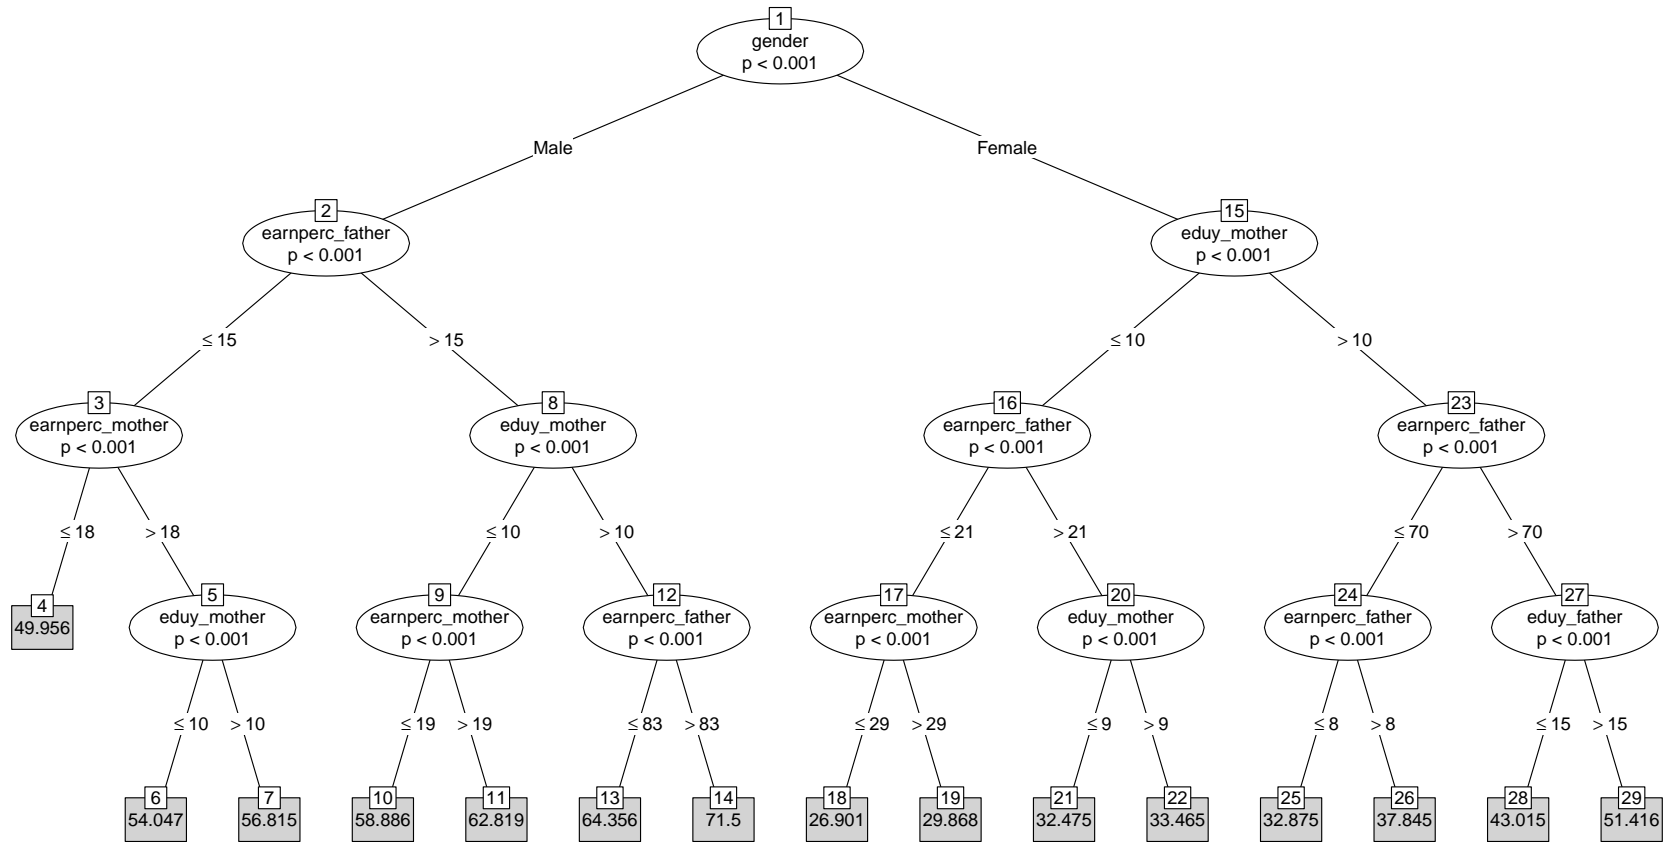 1
gender
p < 0.001
Male
Female
2
earnperc_father
p < 0.001
15
eduy_mother
p < 0.001
≤ 15
> 15
≤ 10
> 10
3
earnperc_mother
p < 0.001
8
eduy_mother
p < 0.001
16
earnperc_father
p < 0.001
23
earnperc_father
p < 0.001
≤ 18
> 18
≤ 10
> 10
≤ 21
> 21
≤ 70
> 70
4
49.956
5
eduy_mother
p < 0.001
9
earnperc_mother
p < 0.001
12
earnperc_father
p < 0.001
17
earnperc_mother
p < 0.001
20
eduy_mother
p < 0.001
24
earnperc_father
p < 0.001
27
eduy_father
p < 0.001
≤ 10
> 10
≤ 19
> 19
≤ 83
> 83
≤ 29
> 29
≤ 9
> 9
≤ 8
> 8
≤ 15
> 15
6
54.047
7
56.815
10
58.886
11
62.819
13
64.356
14
71.5
18
26.901
19
29.868
21
32.475
22
33.465
25
32.875
26
37.845
28
43.015
29
51.416